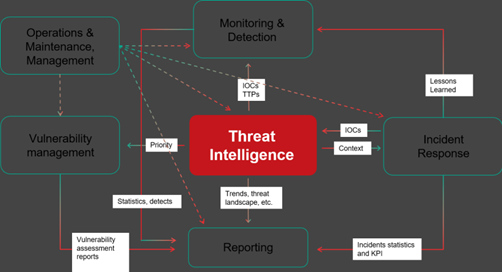 Operations &
Maintenance,
Management
Monitoring &
Detection
Lessons
Learned
IOCs
TTPs
Vulnerability
management
Priority
Threat
Intelligence
IOCs
Context
Incident
Response
Statistics, detects
Trends, threat
landscape, etc.
Vulnerability
assessment
reports
Reporting
Incidents statistics
and KPI